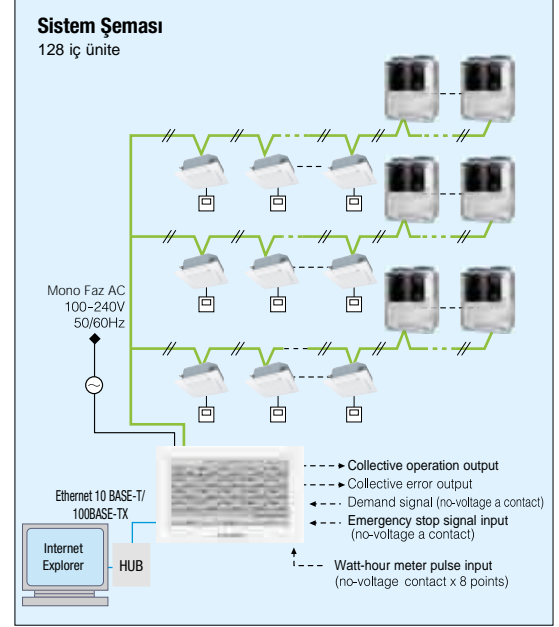 Sistem Şeması
128 iç ünite
Mono Faz AC
100-240V
50/60Hz
Ethernet 10 BASE-T/
100BASE-TX
Internet
Explorer
HUB
Collective operation output
Collective error output
Demand signal (no-voltage a contact)
Emergency stop signal input
(no-voltage a contact)
Watt-hour meter pulse input
(no-voltage contact x 8 points)